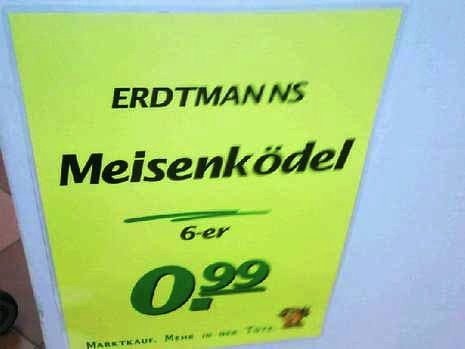 ERDTMANNS
Meisenködel
6-er
0.99
MARKTKAUF. MEHR IN DER TÜTE.